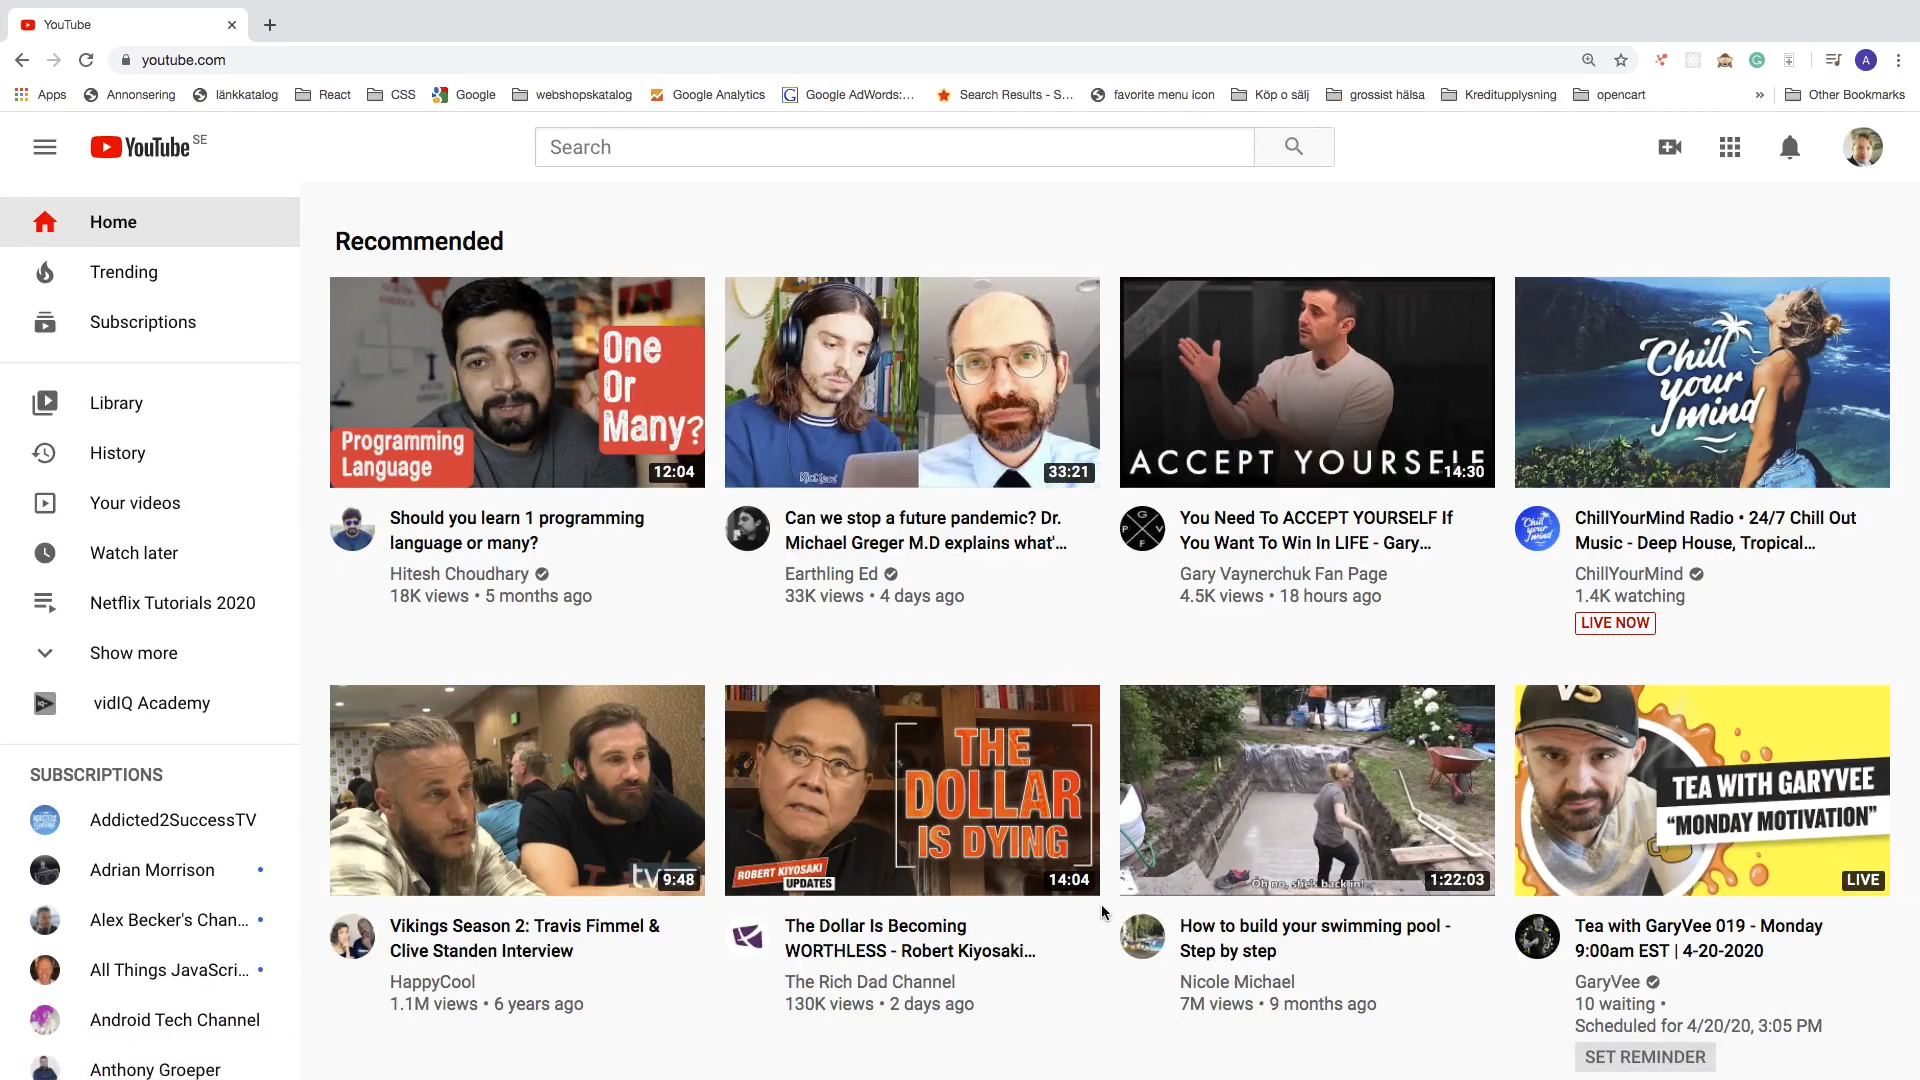 YouTube
youtube.com
Apps
Annonsering
länkkatalog
React
CSS
Google
webshopskatalog
Google Analytics
Google AdWords:...
Search Results - S...
favorite menu icon
Köp o sälj
grossist hälsa
Kreditupplysning
opencart
»
Other Bookmarks
YouTube SE
Search
A
Home
Trending
Subscriptions
Library
History
Your videos
Watch later
Netflix Tutorials 2020
Show more
vidIQ Academy
SUBSCRIPTIONS
Addicted2SuccessTV
Adrian Morrison
Alex Becker's Chan...
All Things JavaScri...
Android Tech Channel
Anthony Groeper
Recommended
One
Or
Many?
Programming
Language
12:04
Should you learn 1 programming
language or many?
Hitesh Choudhary
18K views • 5 months ago
33:21
Can we stop a future pandemic? Dr.
Michael Greger M.D explains what'...
Earthling Ed
33K views • 4 days ago
ACCEPT YOURSELF
14:30
You Need To ACCEPT YOURSELF If
You Want To Win In LIFE - Gary...
Gary Vaynerchuk Fan Page
4.5K views • 18 hours ago
Chill
your
mind
ChillYourMind Radio • 24/7 Chill Out
Music - Deep House, Tropical...
ChillYourMind
1.4K watching
LIVE NOW
tv
9:48
Vikings Season 2: Travis Fimmel &
Clive Standen Interview
HappyCool
1.1M views • 6 years ago
THE
DOLLAR
IS DYING
ROBERT KIYOSAKI
UPDATES
14:04
The Dollar Is Becoming
WORTHLESS - Robert Kiyosaki...
The Rich Dad Channel
130K views • 2 days ago
Oh no, she's back in!
1:22:03
How to build your swimming pool -
Step by step
Nicole Michael
7M views • 9 months ago
VS
TEA WITH GARYVEE
"MONDAY MOTIVATION"
LIVE
Tea with GaryVee 019 - Monday
9:00am EST | 4-20-2020
GaryVee
10 waiting •
Scheduled for 4/20/20, 3:05 PM
SET REMINDER